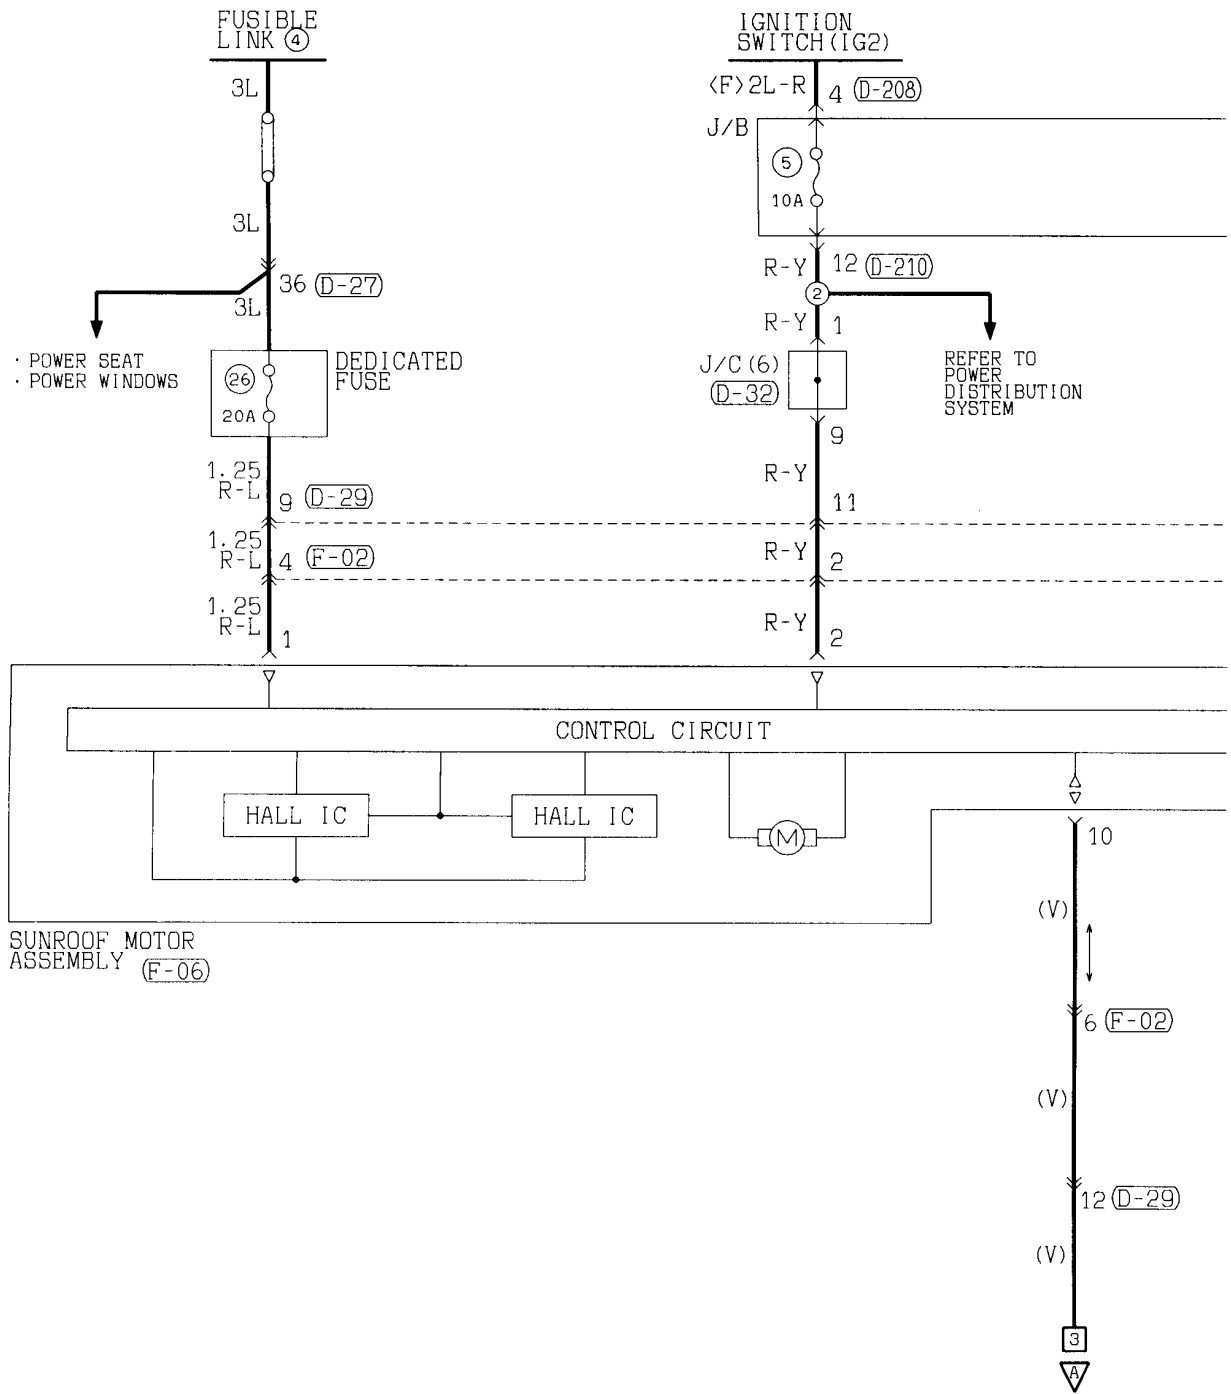 FUSIBLE
LINK 4
IGNITION
SWITCH(IG2)
3L
<F>2L-R
4 D-208
J/B
5
10A
3L
36 D-27
3L
R-Y
12 D-210
2
R-Y
1
· POWER SEAT
· POWER WINDOWS
26
20A
DEDICATED
FUSE
J/C(6)
D-32
REFER TO
POWER
DISTRIBUTION
SYSTEM
9
1.25
R-L
9 D-29
R-Y
11
1.25
R-L
4 F-02
R-Y
2
1.25
R-L
1
R-Y
2
CONTROL CIRCUIT
HALL IC
HALL IC
M
10
(V)
SUNROOF MOTOR
ASSEMBLY F-06
6 F-02
(V)
12 D-29
(V)
3
A